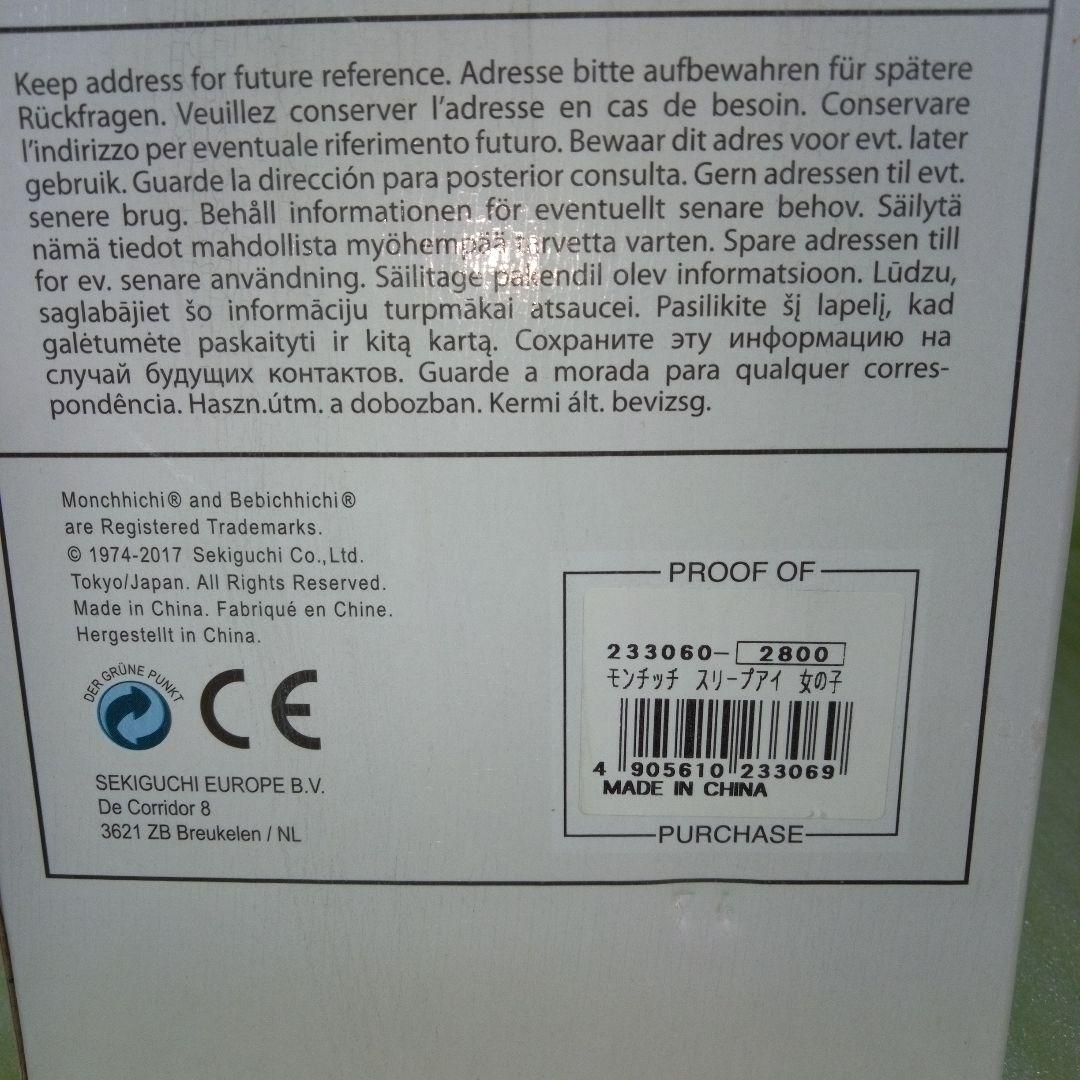 Keep address for future reference. Adresse bitte aufbewahren für spätere
Rückfragen. Veuillez conserver l'adresse en cas de besoin. Conservare
l'indirizzo per eventuale riferimento futuro. Bewaar dit adres voor evt. later
gebruik. Guarde la dirección para posterior consulta. Gern adressen til evt.
senere brug. Behåll informationen för eventuellt senare behov. Säilytä
nämä tiedot mahdollista myöhempää tarvetta varten. Spare adressen till
for ev. senare användning. Säilitage pakendil olev informatsioon. Lūdzu,
saglabājiet šo informāciju turpmākai atsaucei. Pasilikite šį lapelį, kad
galėtumėte paskaityti ir kitą kartą. Сохраните эту информацию на
случай будущих контактов. Guarde a morada para qualquer corres-
pondência. Haszn.útm. a dobozban. Kermi ált. bevizsg.
Monchhichi® and Bebichhichi®
are Registered Trademarks.
© 1974-2017 Sekiguchi Co.,Ltd.
Tokyo/Japan. All Rights Reserved.
Made in China. Fabriqué en Chine.
Hergestellt in China.
DER GRÜNE PUNKT
CE
SEKIGUCHI EUROPE B.V.
De Corridor 8
3621 ZB Breukelen / NL
PROOF OF
233060-2800
モンチッチ スリープアイ 女の子
4 905610 233069
MADE IN CHINA
PURCHASE